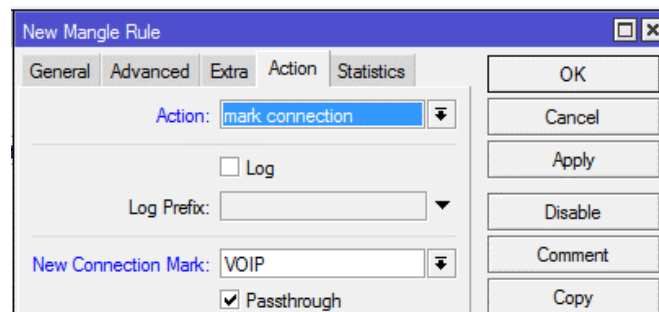 New Mangle Rule
General Advanced Extra Action Statistics
OK
Action: mark connection
Cancel
Log
Apply
Log Prefix:
Disable
New Connection Mark: VOIP
Comment
Passthrough
Copy